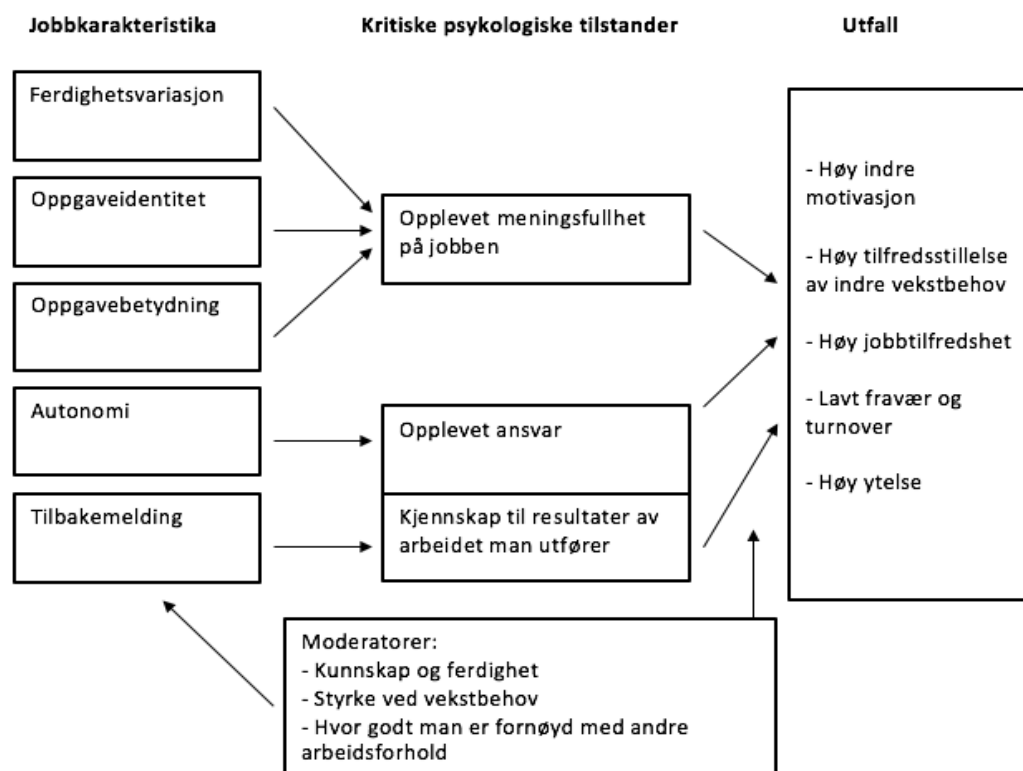 Jobbkarakteristika
Kritiske psykologiske tilstander
Utfall
Ferdighetsvariasjon
Oppgaveidentitet
Oppgavebetydning
Autonomi
Tilbakemelding
Opplevet meningsfullhet
på jobben
Opplevet ansvar
Kjennskap til resultater av
arbeidet man utfører
- Høy indre
motivasjon
- Høy tilfredsstillelse
av indre vekstbehov
- Høy jobbtilfredshet
- Lavt fravær og
turnover
- Høy ytelse
Moderatorer:
- Kunnskap og ferdighet
- Styrke ved vekstbehov
- Hvor godt man er fornøyd med andre
arbeidsforhold